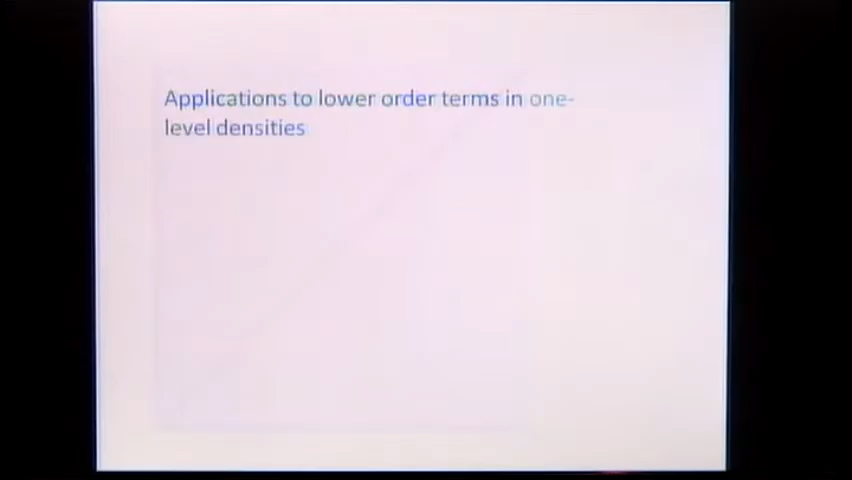 Applications to lower order terms in one-
level densities